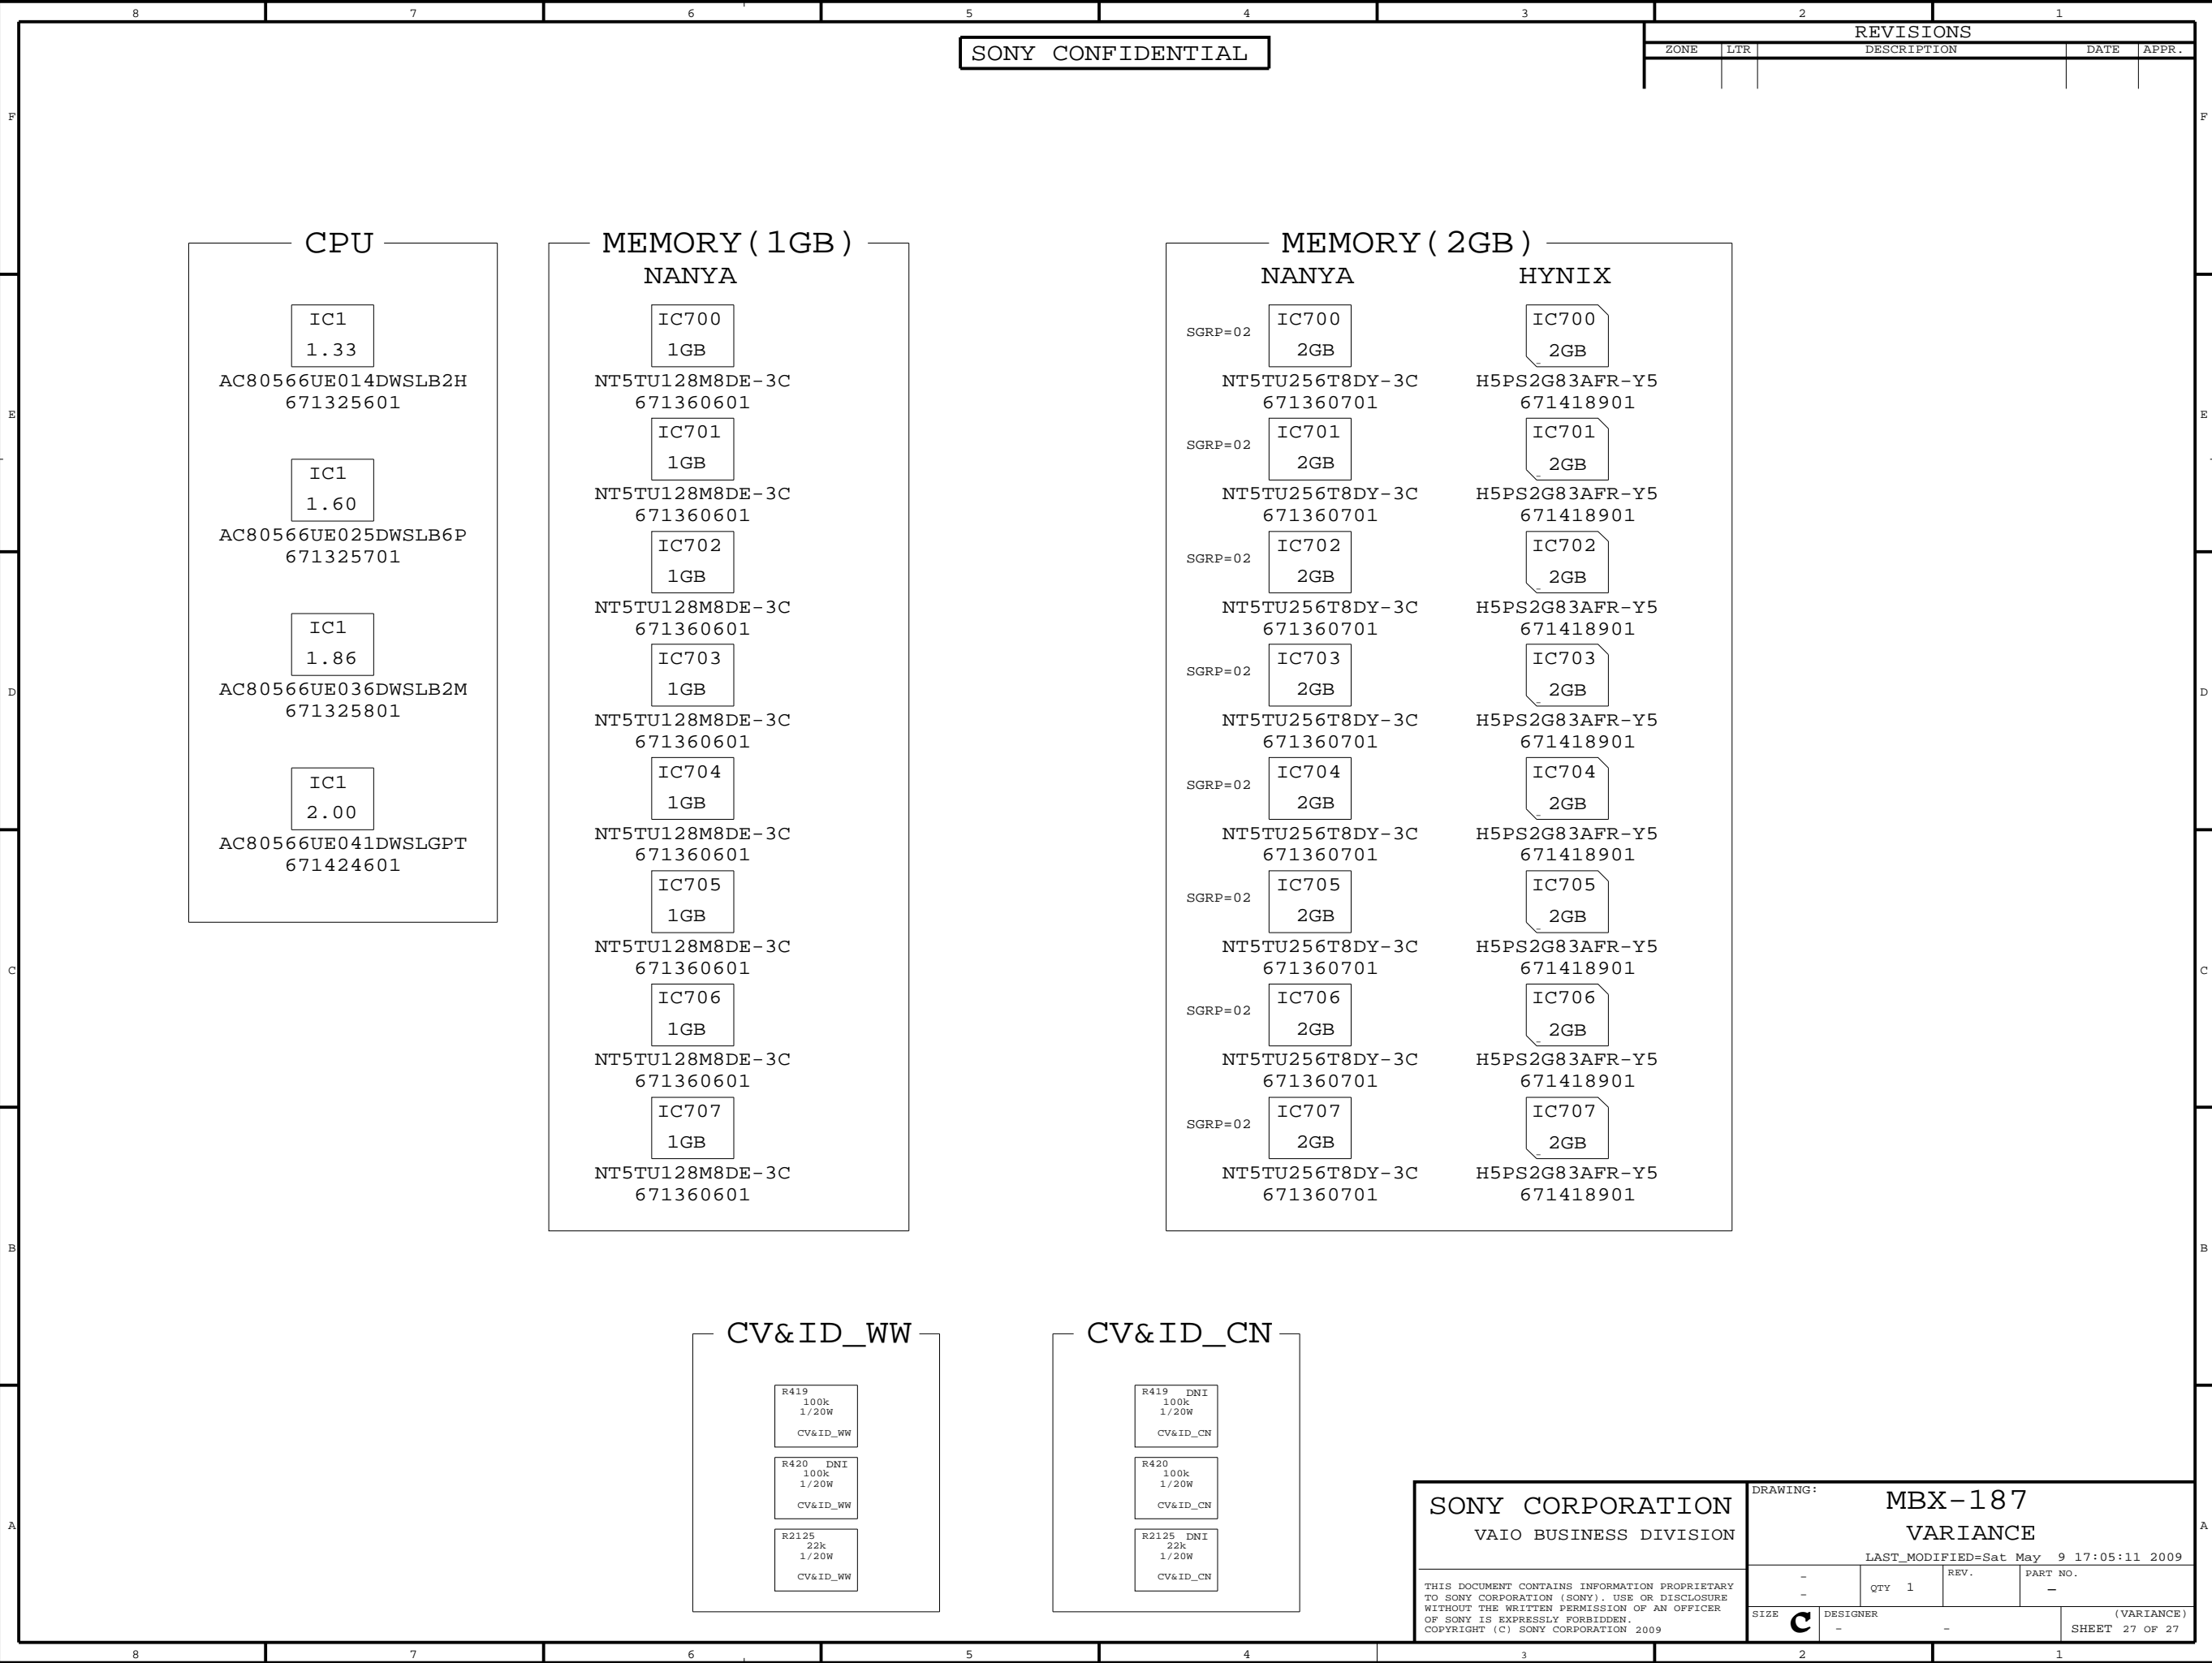 8 7 6 5 4 3 2 1
SONY CONFIDENTIAL
REVISIONS
ZONE LTR DESCRIPTION DATE APPR.
F F
CPU
IC1
1.33
AC80566UE014DWSLB2H
671325601
IC1
1.60
AC80566UE025DWSLB6P
671325701
IC1
1.86
AC80566UE036DWSLB2M
671325801
IC1
2.00
AC80566UE041DWSLGPT
671424601
MEMORY(1GB)
NANYA
IC700
1GB
NT5TU128M8DE-3C
671360601
IC701
1GB
NT5TU128M8DE-3C
671360601
IC702
1GB
NT5TU128M8DE-3C
671360601
IC703
1GB
NT5TU128M8DE-3C
671360601
IC704
1GB
NT5TU128M8DE-3C
671360601
IC705
1GB
NT5TU128M8DE-3C
671360601
IC706
1GB
NT5TU128M8DE-3C
671360601
IC707
1GB
NT5TU128M8DE-3C
671360601
MEMORY(2GB)
NANYA
SGRP=02
IC700
2GB
NT5TU256T8DY-3C
671360701
SGRP=02
IC701
2GB
NT5TU256T8DY-3C
671360701
SGRP=02
IC702
2GB
NT5TU256T8DY-3C
671360701
SGRP=02
IC703
2GB
NT5TU256T8DY-3C
671360701
SGRP=02
IC704
2GB
NT5TU256T8DY-3C
671360701
SGRP=02
IC705
2GB
NT5TU256T8DY-3C
671360701
SGRP=02
IC706
2GB
NT5TU256T8DY-3C
671360701
SGRP=02
IC707
2GB
NT5TU256T8DY-3C
671360701
HYNIX
IC700
2GB
H5PS2G83AFR-Y5
671418901
IC701
2GB
H5PS2G83AFR-Y5
671418901
IC702
2GB
H5PS2G83AFR-Y5
671418901
IC703
2GB
H5PS2G83AFR-Y5
671418901
IC704
2GB
H5PS2G83AFR-Y5
671418901
IC705
2GB
H5PS2G83AFR-Y5
671418901
IC706
2GB
H5PS2G83AFR-Y5
671418901
IC707
2GB
H5PS2G83AFR-Y5
671418901
E E
D D
C C
B B
A A
CV&ID_WW
R419
100k
1/20W
CV&ID_WW
R420 DNI
100k
1/20W
CV&ID_WW
R2125
22k
1/20W
CV&ID_WW
CV&ID_CN
R419 DNI
100k
1/20W
CV&ID_CN
R420
100k
1/20W
CV&ID_CN
R2125 DNI
22k
1/20W
CV&ID_CN
SONY CORPORATION
VAIO BUSINESS DIVISION
THIS DOCUMENT CONTAINS INFORMATION PROPRIETARY
TO SONY CORPORATION (SONY). USE OR DISCLOSURE
WITHOUT THE WRITTEN PERMISSION OF AN OFFICER
OF SONY IS EXPRESSLY FORBIDDEN.
COPYRIGHT (C) SONY CORPORATION 2009
DRAWING:
MBX-187
VARIANCE
LAST_MODIFIED=Sat May 9 17:05:11 2009
-
-
QTY 1
REV.
PART NO.
-
SIZE C
DESIGNER
- -
(VARIANCE)
SHEET 27 OF 27
8 7 6 5 4 3 2 1